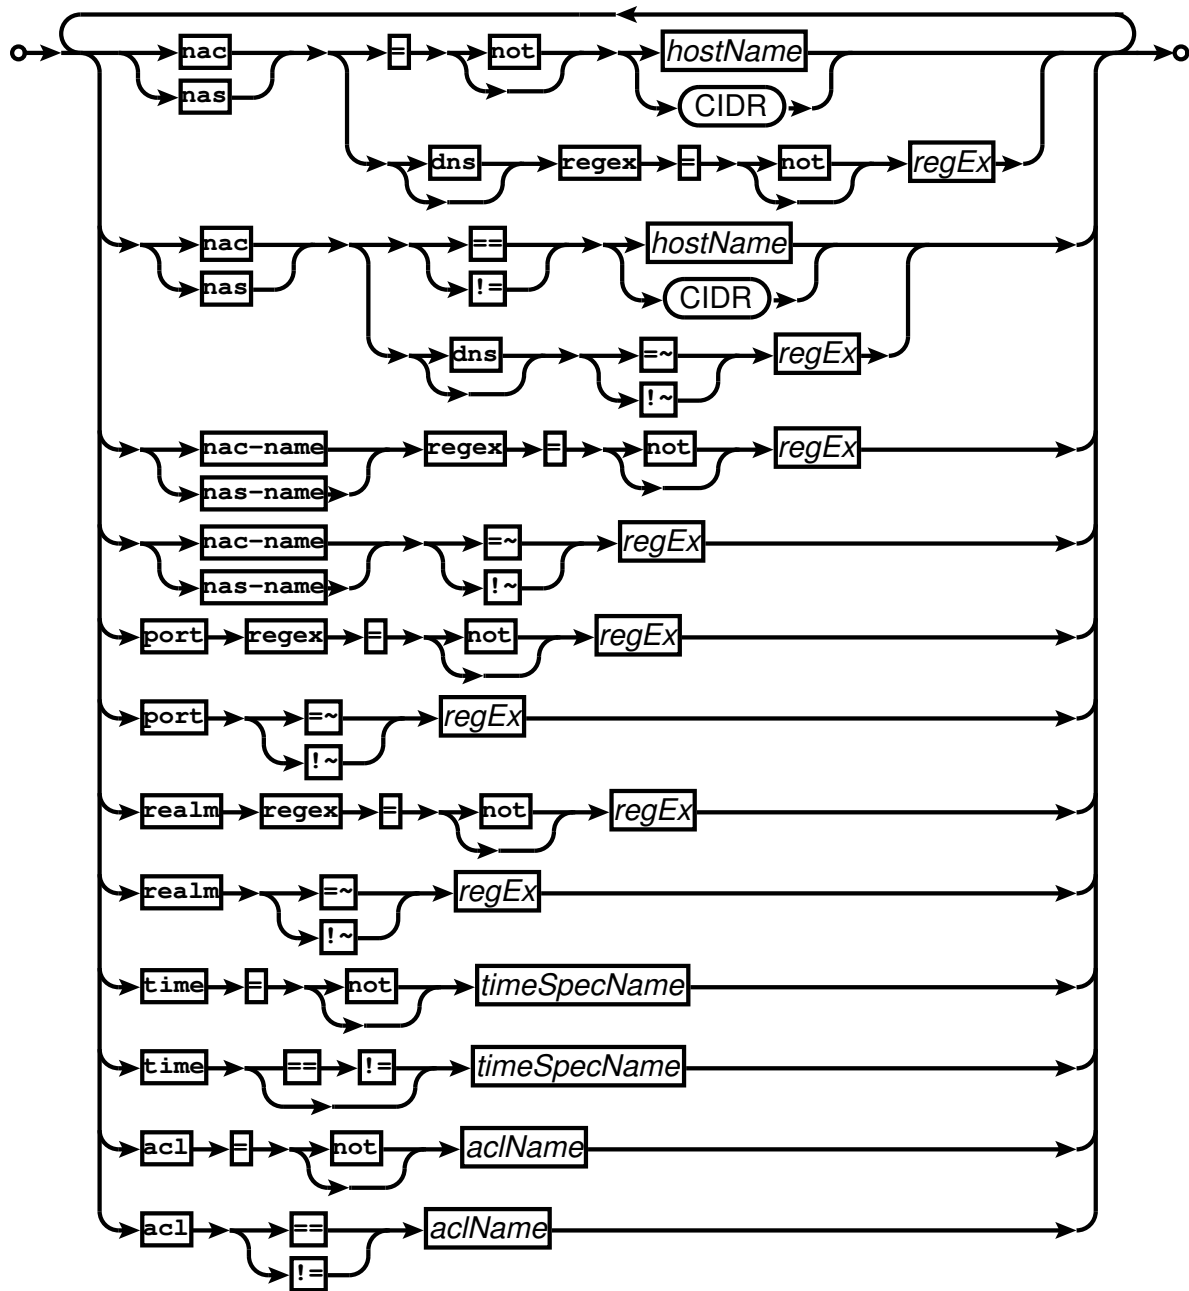 nac = not hostName
nas CIDR
dns regex = not regEx
nac == hostName
nas != CIDR
dns =~ regEx
!~
nac-name regex = not regEx
nas-name
nac-name =~ regEx
nas-name !~
port regex = not regEx
port =~ regEx
!~
realm regex = not regEx
realm =~ regEx
!~
time = not timeSpecName
time == != timeSpecName
acl = not aclName
acl == aclName
!=